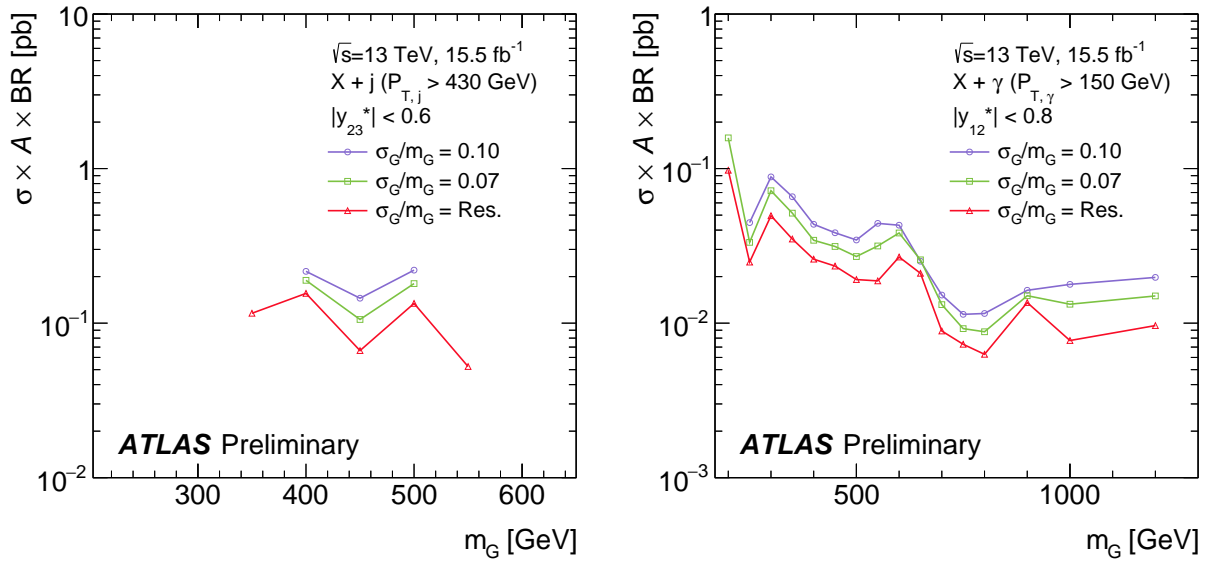 σ × A × BR [pb]
10
1
10⁻¹
10⁻²
√s=13 TeV, 15.5 fb⁻¹
X + j (P_T, j > 430 GeV)
|y₂₃*| < 0.6
σ_G/m_G = 0.10
σ_G/m_G = 0.07
σ_G/m_G = Res.
ATLAS Preliminary
300 400 500 600
m_G [GeV]
σ × A × BR [pb]
1
10⁻¹
10⁻²
10⁻³
√s=13 TeV, 15.5 fb⁻¹
X + γ (P_T, γ > 150 GeV)
|y₁₂*| < 0.8
σ_G/m_G = 0.10
σ_G/m_G = 0.07
σ_G/m_G = Res.
ATLAS Preliminary
500 1000
m_G [GeV]